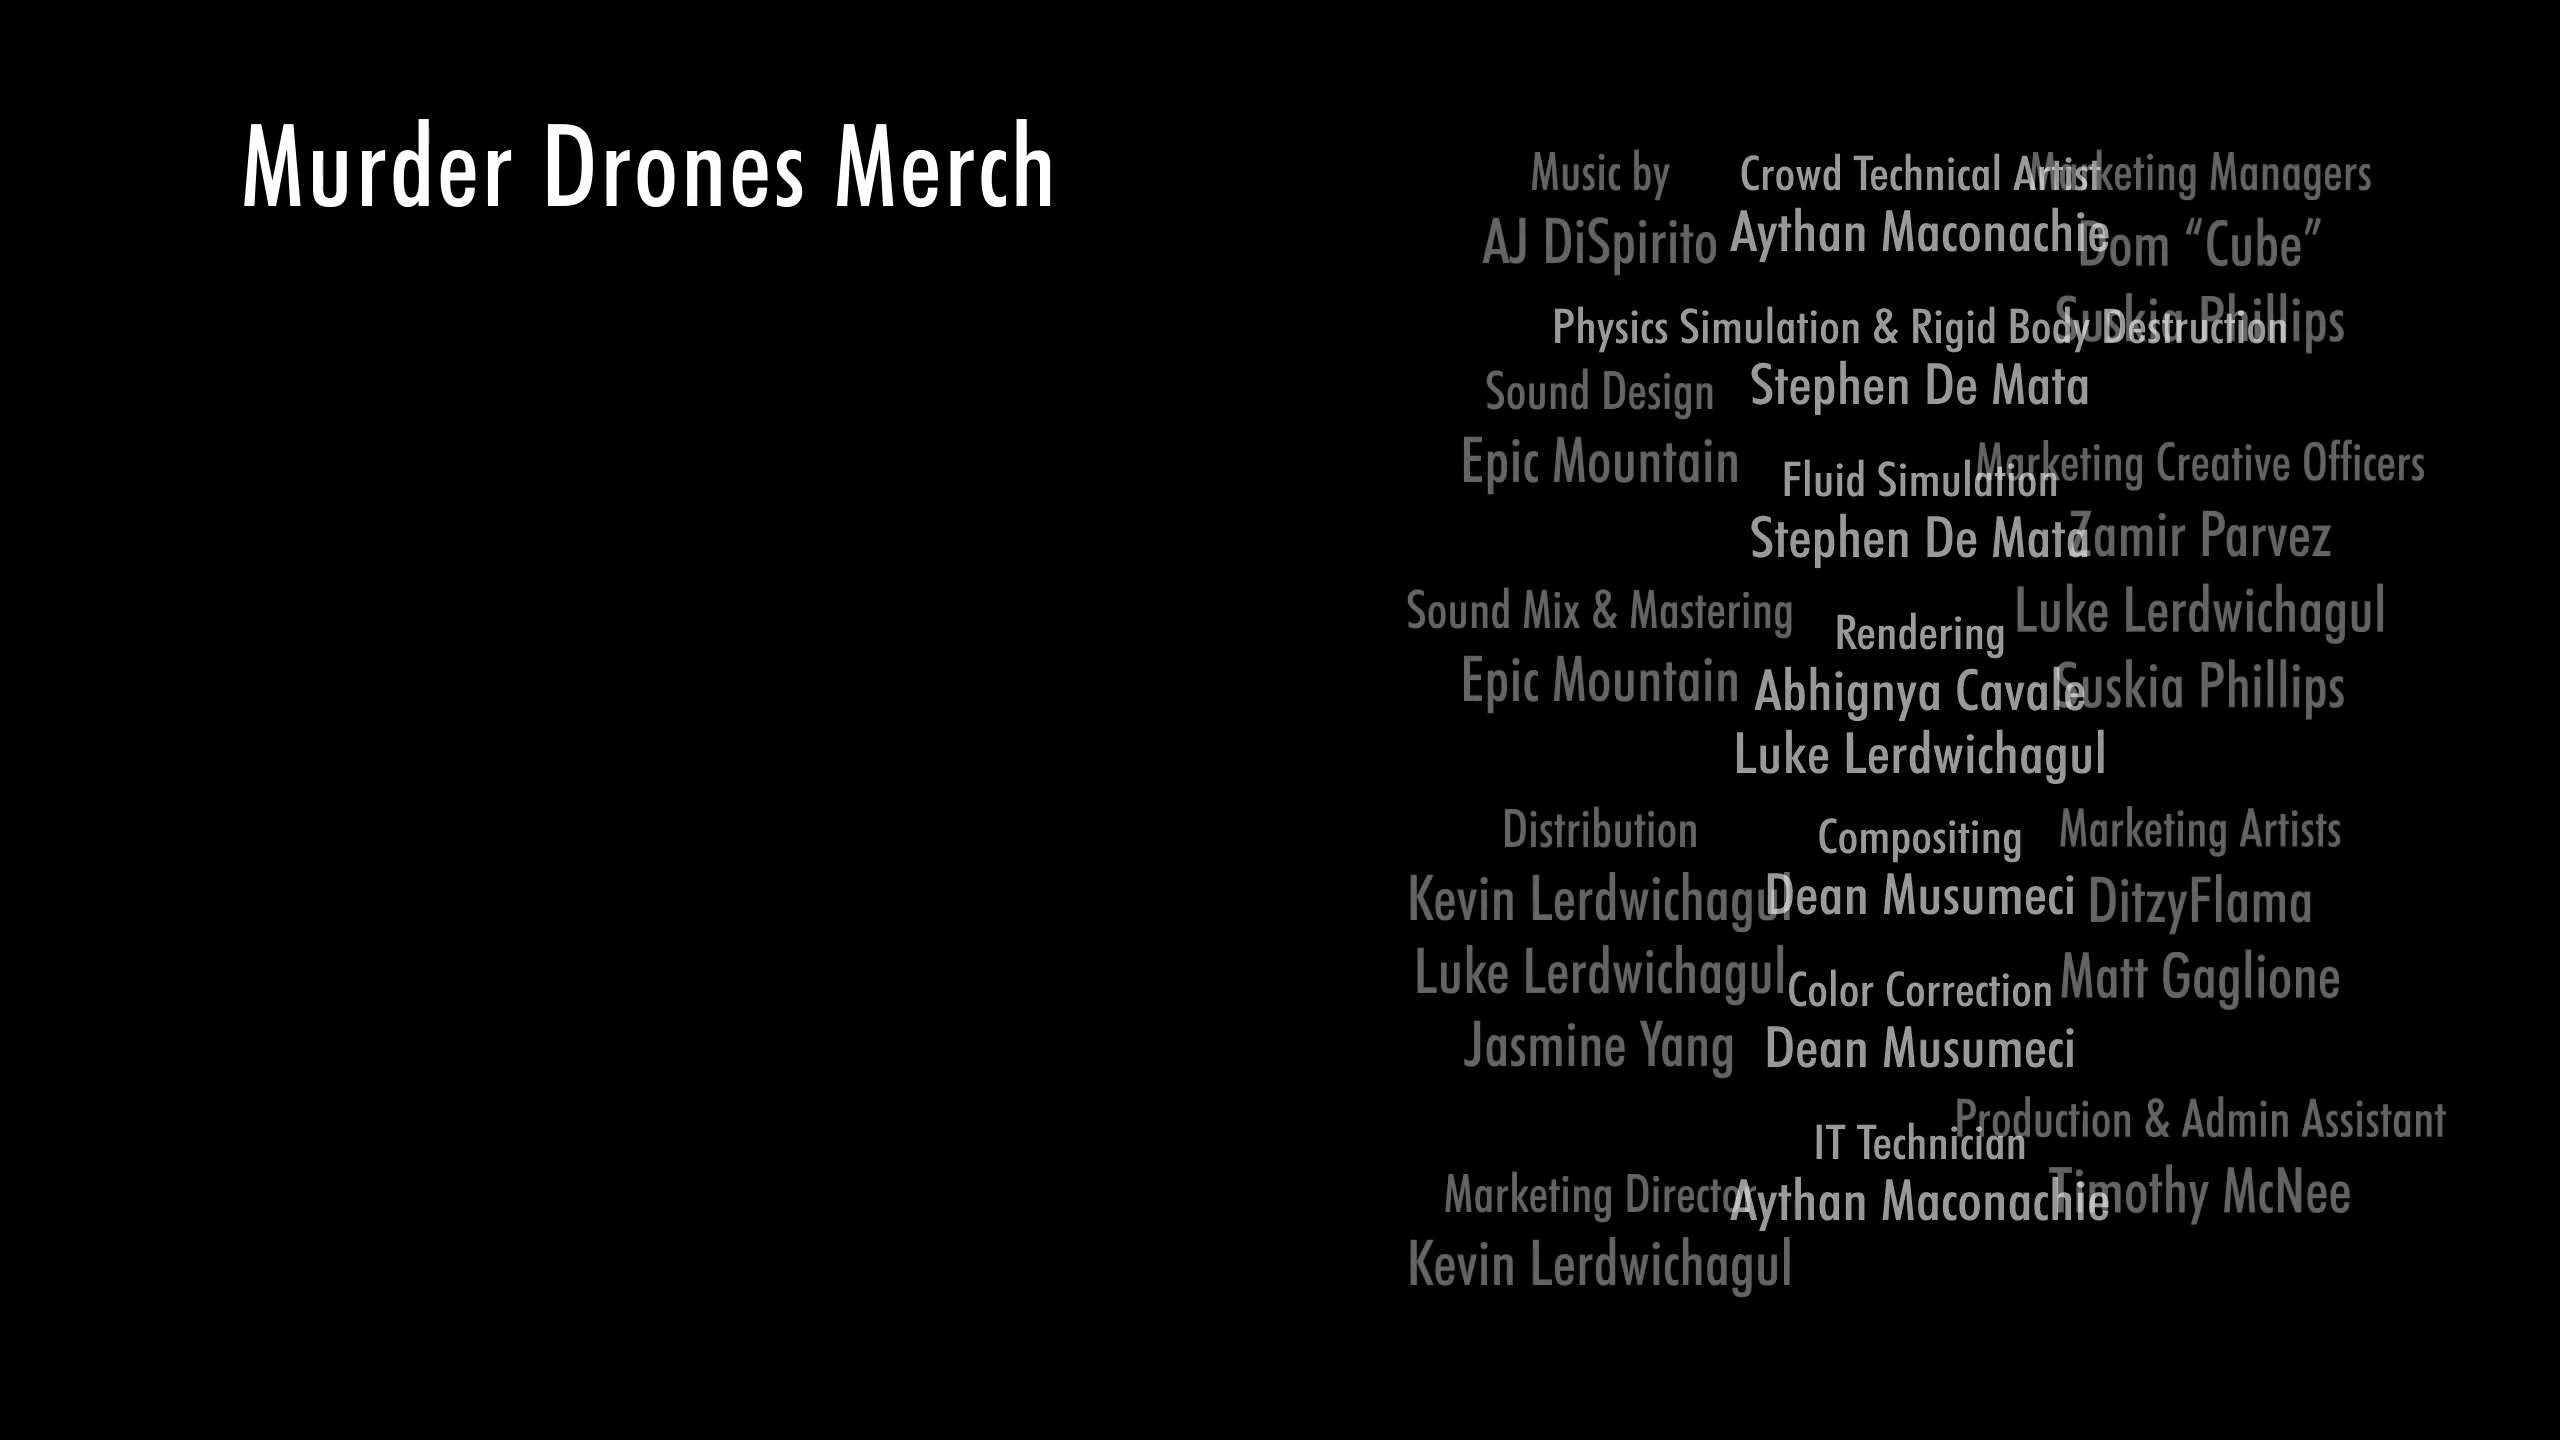 Murder Drones Merch
Music by
AJ DiSpirito
Sound Design
Epic Mountain
Sound Mix & Mastering
Epic Mountain
Distribution
Kevin Lerdwichagul
Luke Lerdwichagul
Jasmine Yang
Marketing Director
Kevin Lerdwichagul
Crowd Technical Artist
Aythan Maconachie
Physics Simulation & Rigid Body Destruction
Stephen De Mata
Fluid Simulation
Stephen De Mata
Rendering
Abhignya Cavale
Luke Lerdwichagul
Compositing
Dean Musumeci
Color Correction
Dean Musumeci
IT Technician
Aythan Maconachie
Marketing Managers
Dom “Cube”
Suskia Phillips
Marketing Creative Officers
Zamir Parvez
Luke Lerdwichagul
Suskia Phillips
Marketing Artists
DitzyFlama
Matt Gaglione
Production & Admin Assistant
Timothy McNee